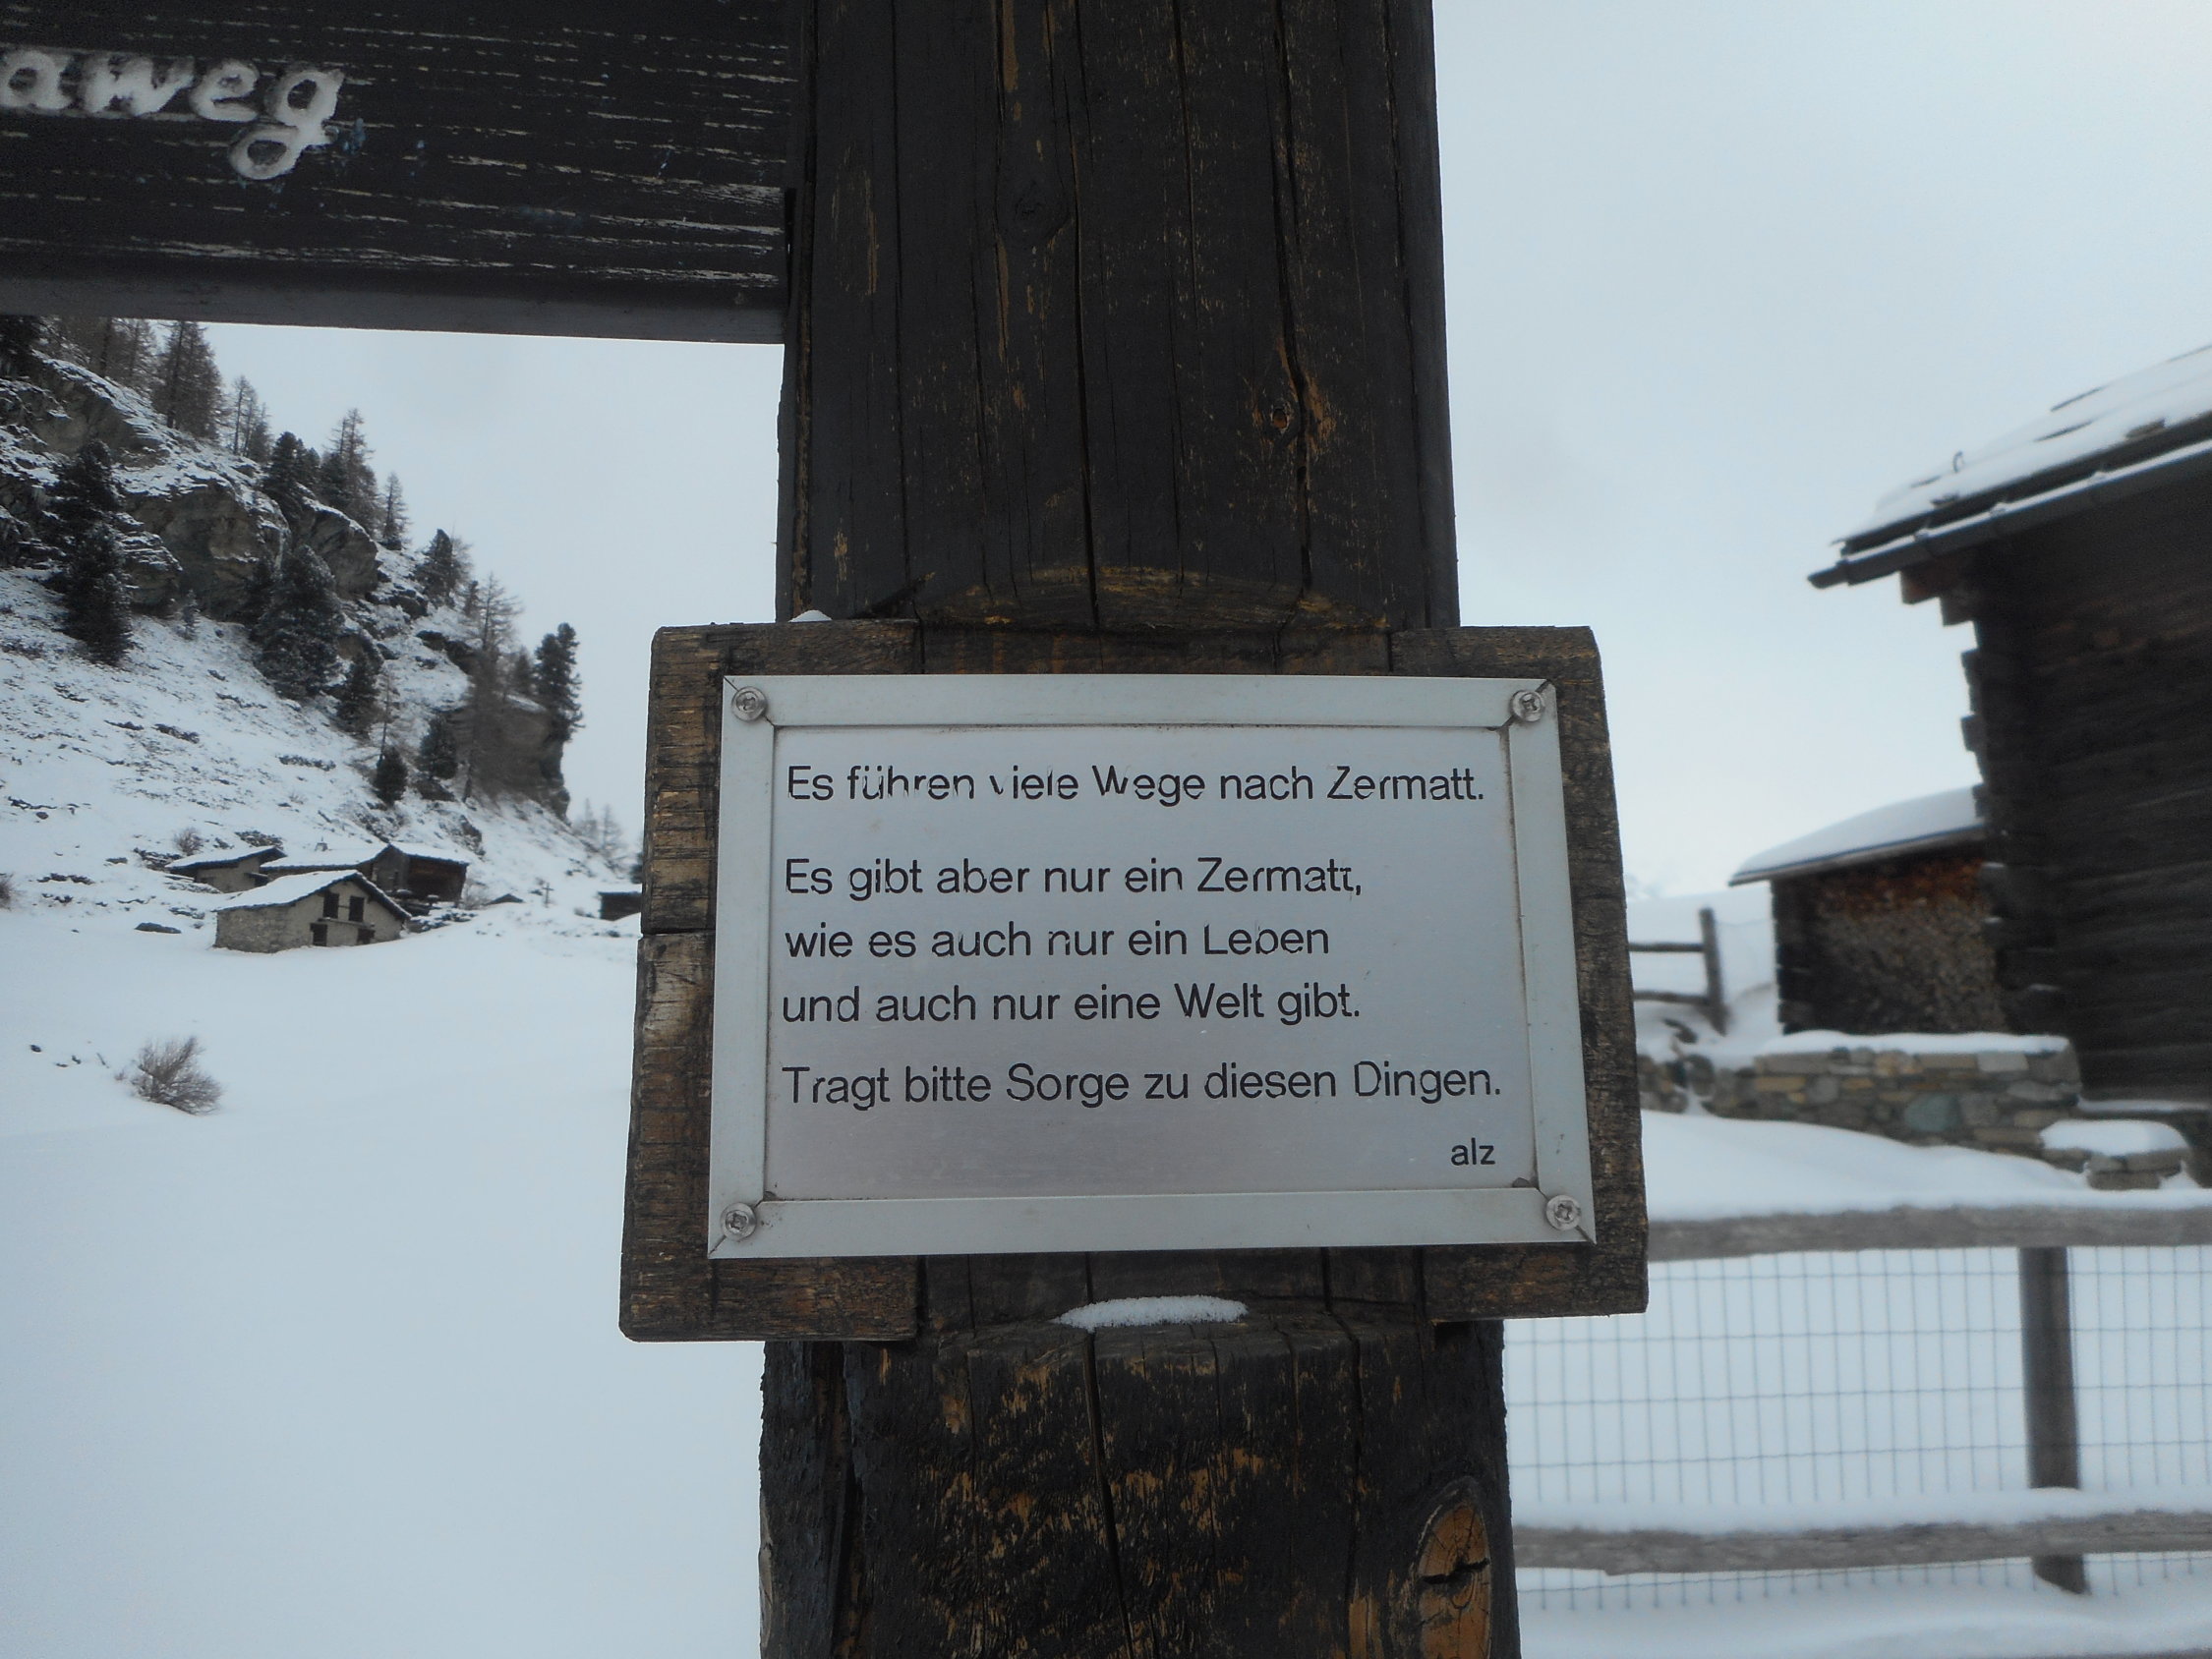 aweg
Es führen viele Wege nach Zermatt.
Es gibt aber nur ein Zermatt,
wie es auch nur ein Leben
und auch nur eine Welt gibt.
Tragt bitte Sorge zu diesen Dingen.
alz